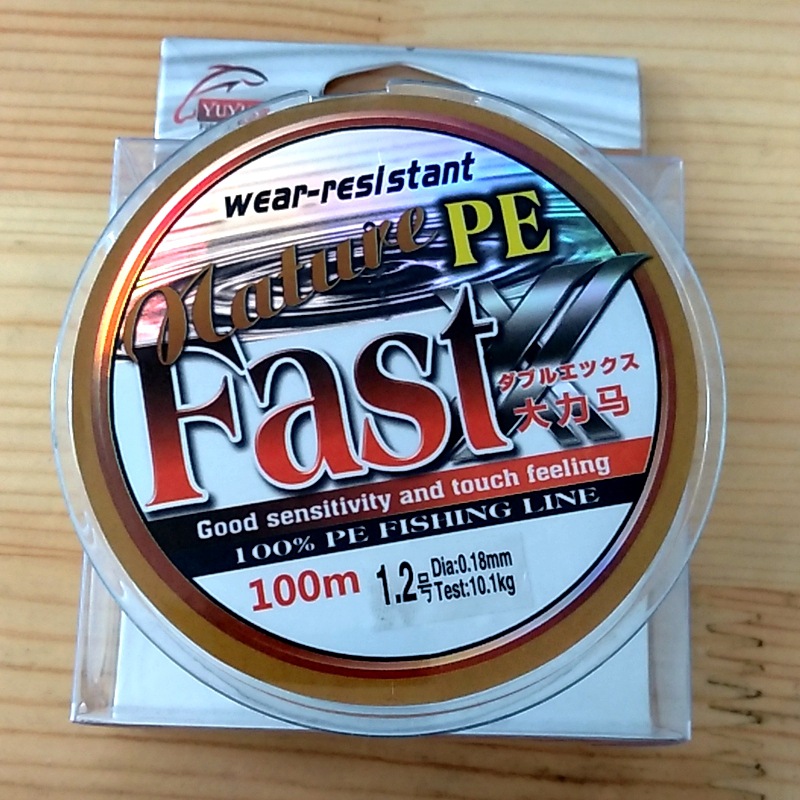 wear-resistant
Nature PE
Fast
ダブルエックス
大力马
Good sensitivity and touch feeling
100% PE FISHING LINE
100m 1.2号 Dia:0.18mm
Test:10.1kg